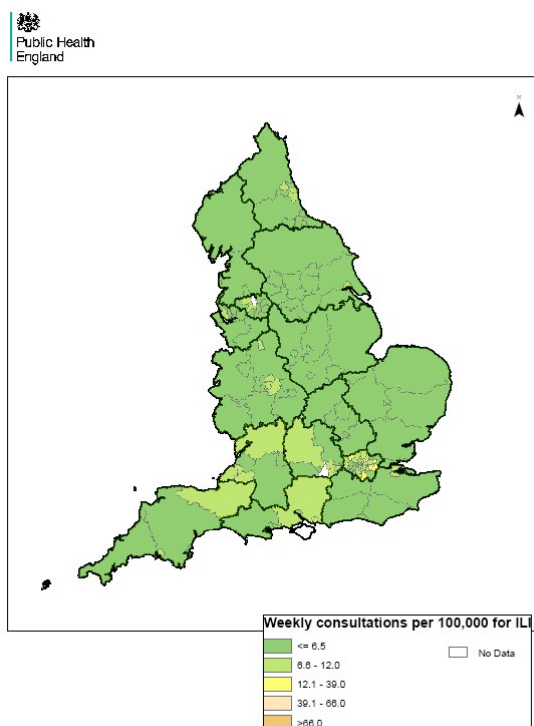 Public Health
England
N
Weekly consultations per 100,000 for ILI
<= 6.5
6.6 - 12.0
12.1 - 39.0
39.1 - 66.0
>66.0
No Data